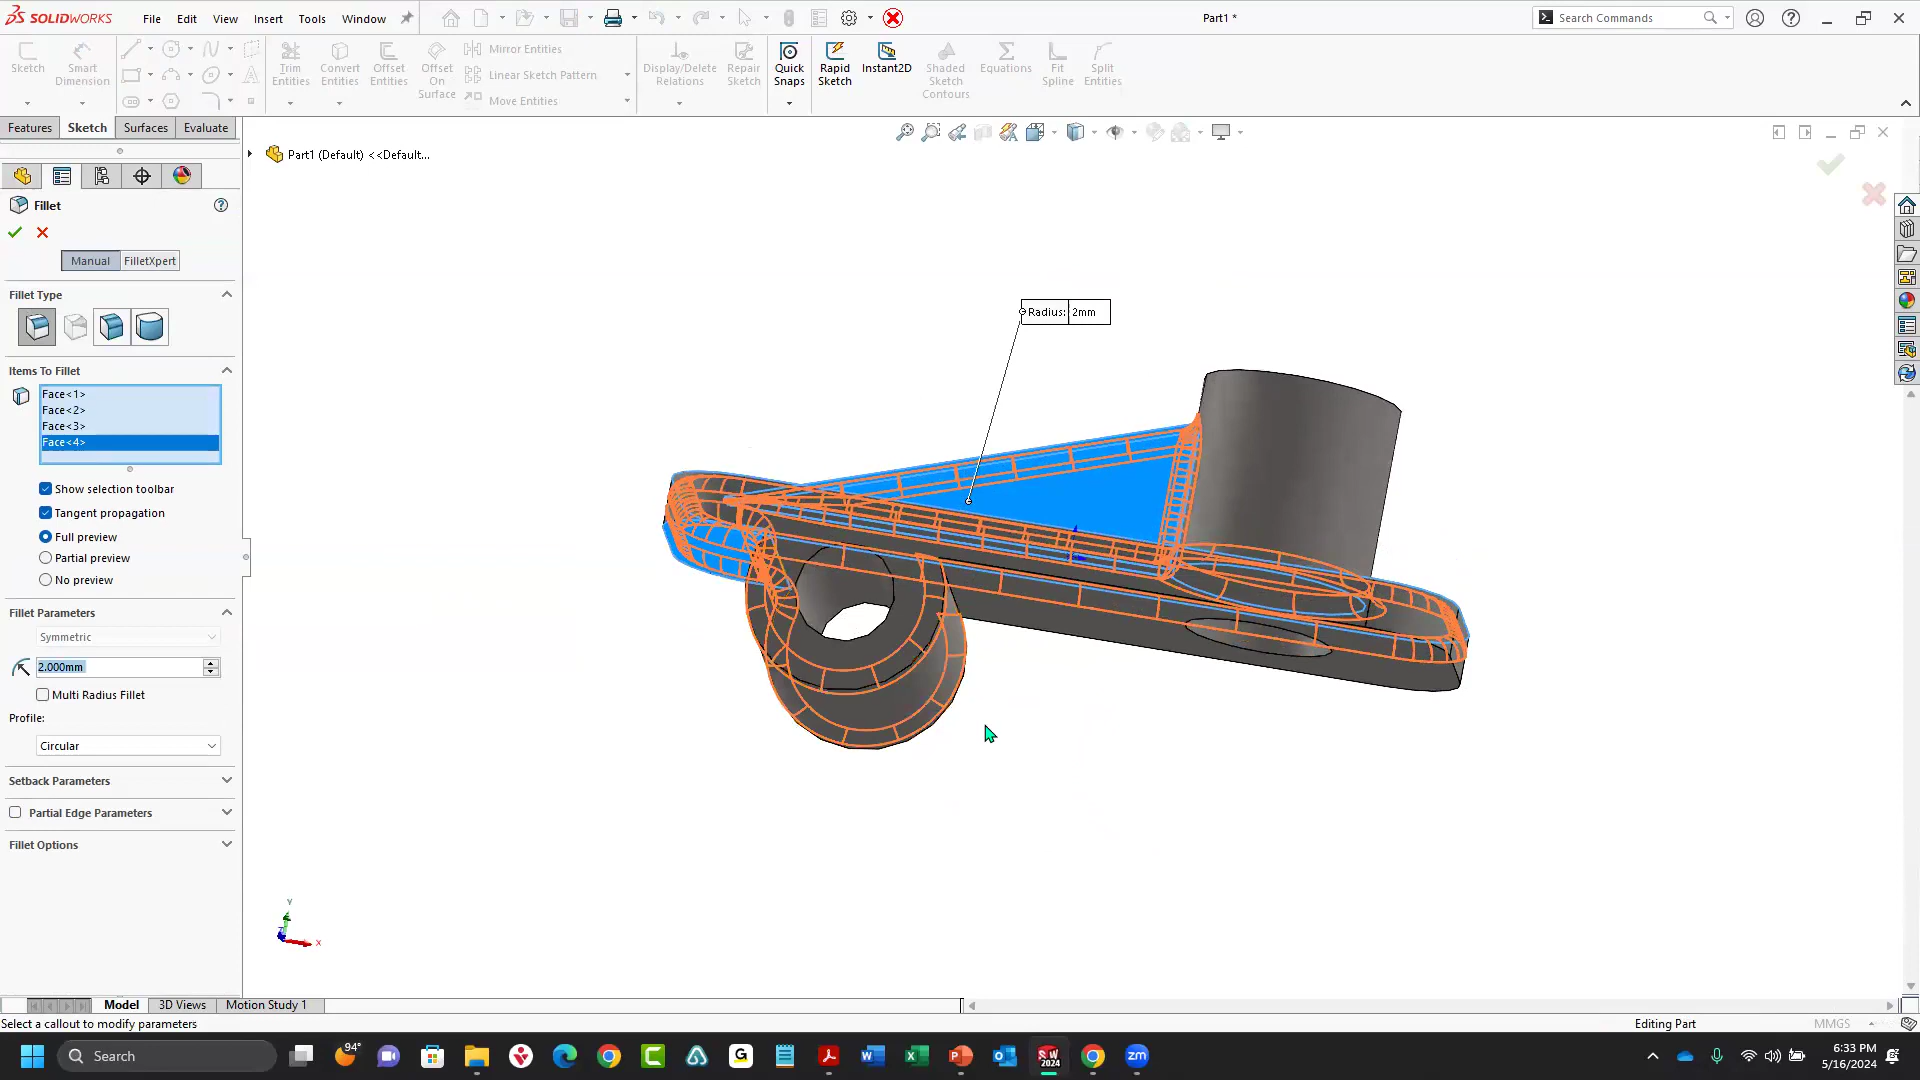 SOLIDWORKS File Edit View Insert Tools Window Part1 * Search Commands
Sketch Smart Dimension Trim Entities Convert Entities Offset Entities Offset On Surface Mirror Entities Linear Sketch Pattern Move Entities Display/Delete Relations Repair Sketch Quick Snaps Rapid Sketch Instant2D Shaded Sketch Contours Equations Fit Spline Split Entities
Features Sketch Surfaces Evaluate
Part1 (Default) <<Default...
Fillet
Manual FilletXpert
Fillet Type
Items To Fillet
Face<1>
Face<2>
Face<3>
Face<4>
Show selection toolbar
Tangent propagation
Full preview
Partial preview
No preview
Fillet Parameters
Symmetric
2.000mm
Multi Radius Fillet
Profile:
Circular
Setback Parameters
Partial Edge Parameters
Fillet Options
Radius: 2mm
Y
X
Model 3D Views Motion Study 1
Select a callout to modify parameters Editing Part MMGS
Search 94° SW 2024 zm 6:33 PM
5/16/2024